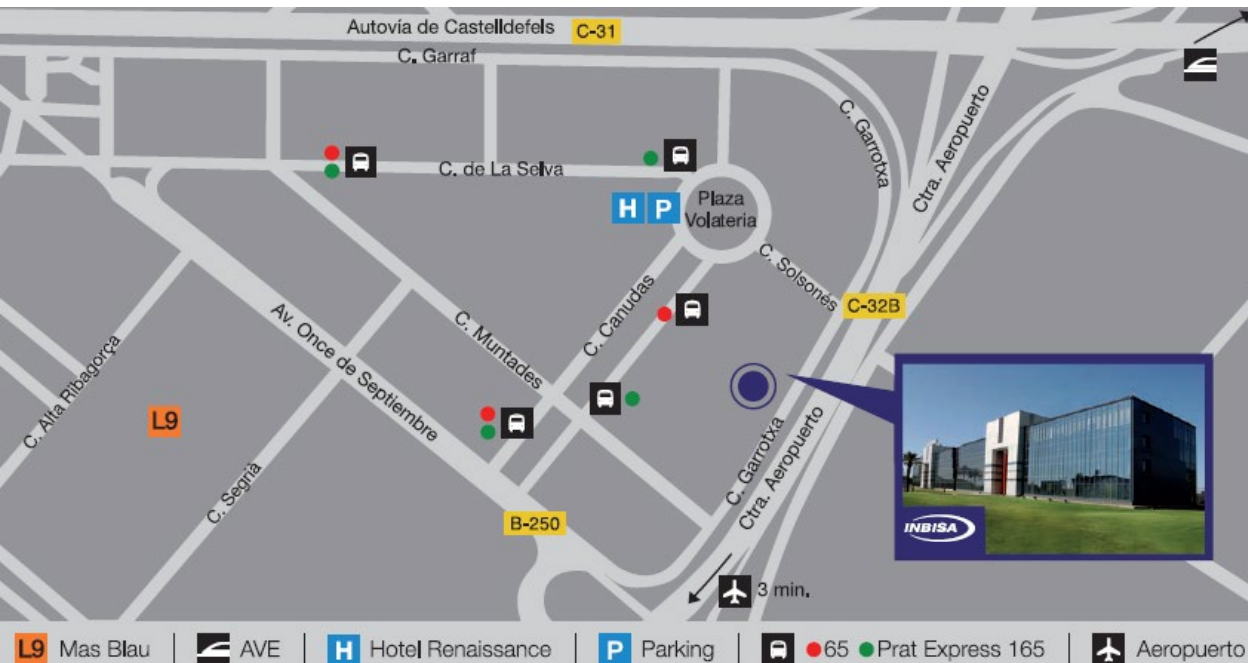 Autovía de Castelldefels
C-31
C. Garraf
C. Garrotxa
Ctra. Aeropuerto
C. de La Selva
H P
Plaza
Volateria
C. Solsonés
C-32B
C. Canudas
C. Muntades
Av. Once de Septiembre
C. Alta Ribagorça
L9
C. Segrià
B-250
C. Garrotxa
Ctra. Aeropuerto
INBISA
3 min.
L9 Mas Blau
AVE
H Hotel Renaissance
P Parking
65 Prat Express 165
Aeropuerto